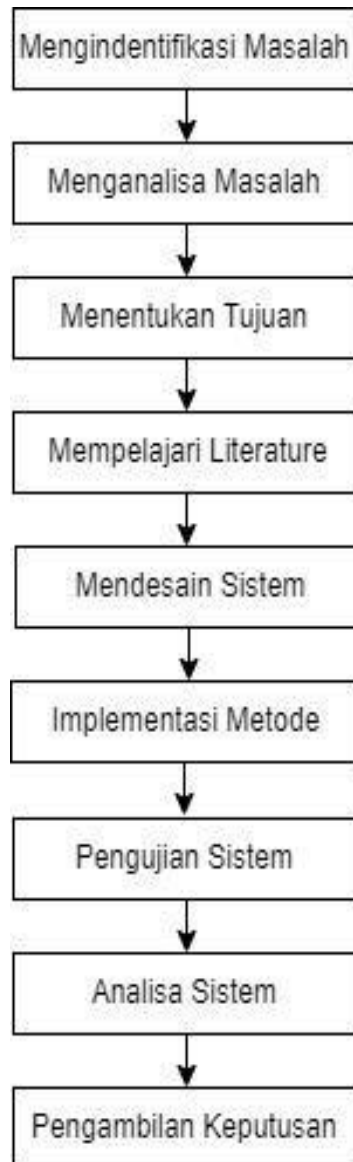 Mengindentifikasi Masalah
Menganalisa Masalah
Menentukan Tujuan
Mempelajari Literature
Mendesain Sistem
Implementasi Metode
Pengujian Sistem
Analisa Sistem
Pengambilan Keputusan